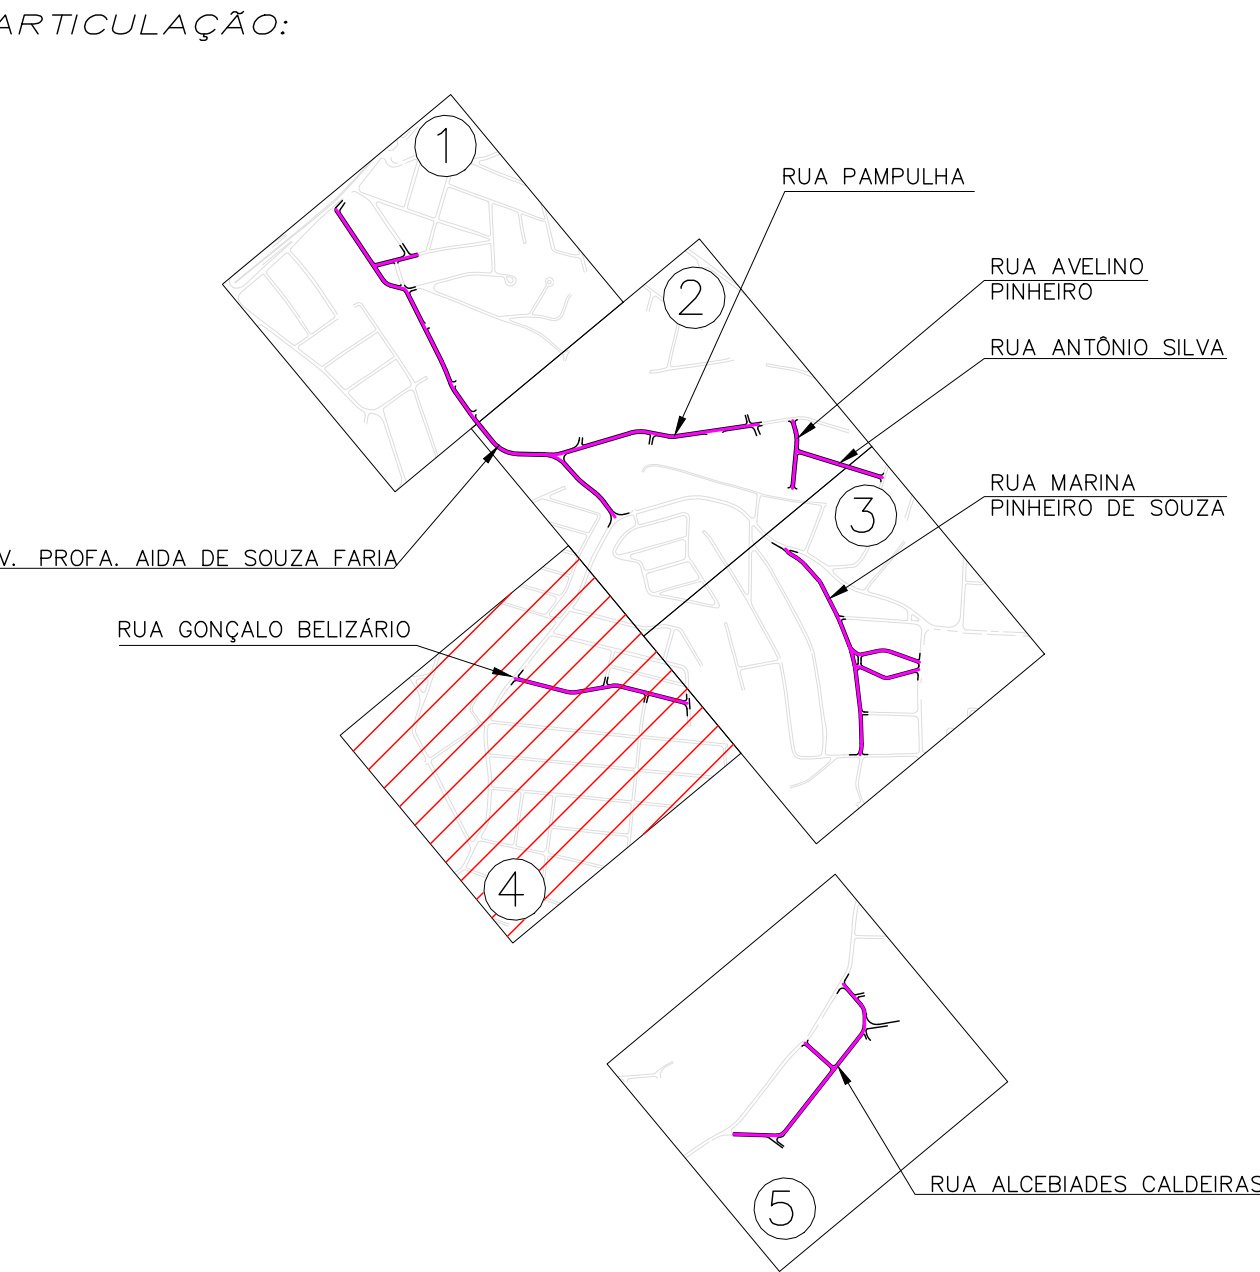 ARTICULAÇÃO:
1
RUA PAMPULHA
2
RUA AVELINO
PINHEIRO
RUA ANTÔNIO SILVA
RUA MARINA
PINHEIRO DE SOUZA
3
V. PROFA. AIDA DE SOUZA FARIA
RUA GONÇALO BELIZÁRIO
4
5
RUA ALCEBIADES CALDEIRAS